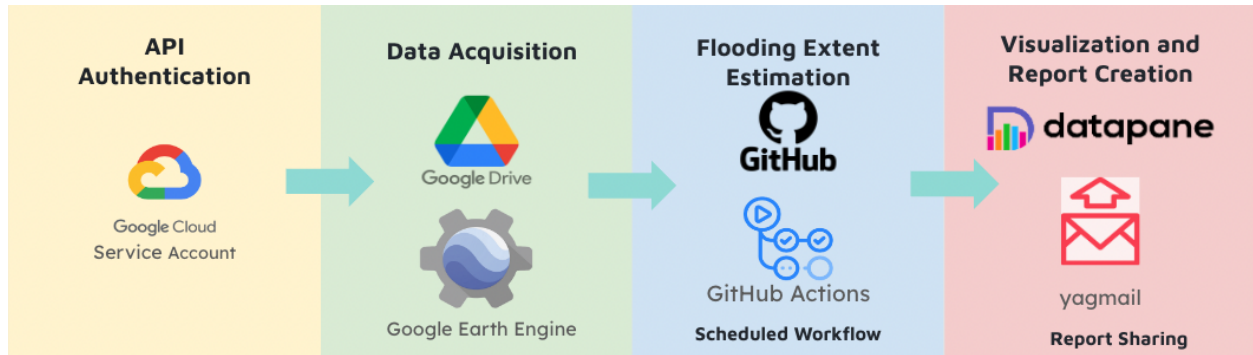 API
Authentication
Google Cloud
Service Account
Data Acquisition
Google Drive
Google Earth Engine
Flooding Extent
Estimation
GitHub
GitHub Actions
Scheduled Workflow
Visualization and
Report Creation
datapane
yagmail
Report Sharing